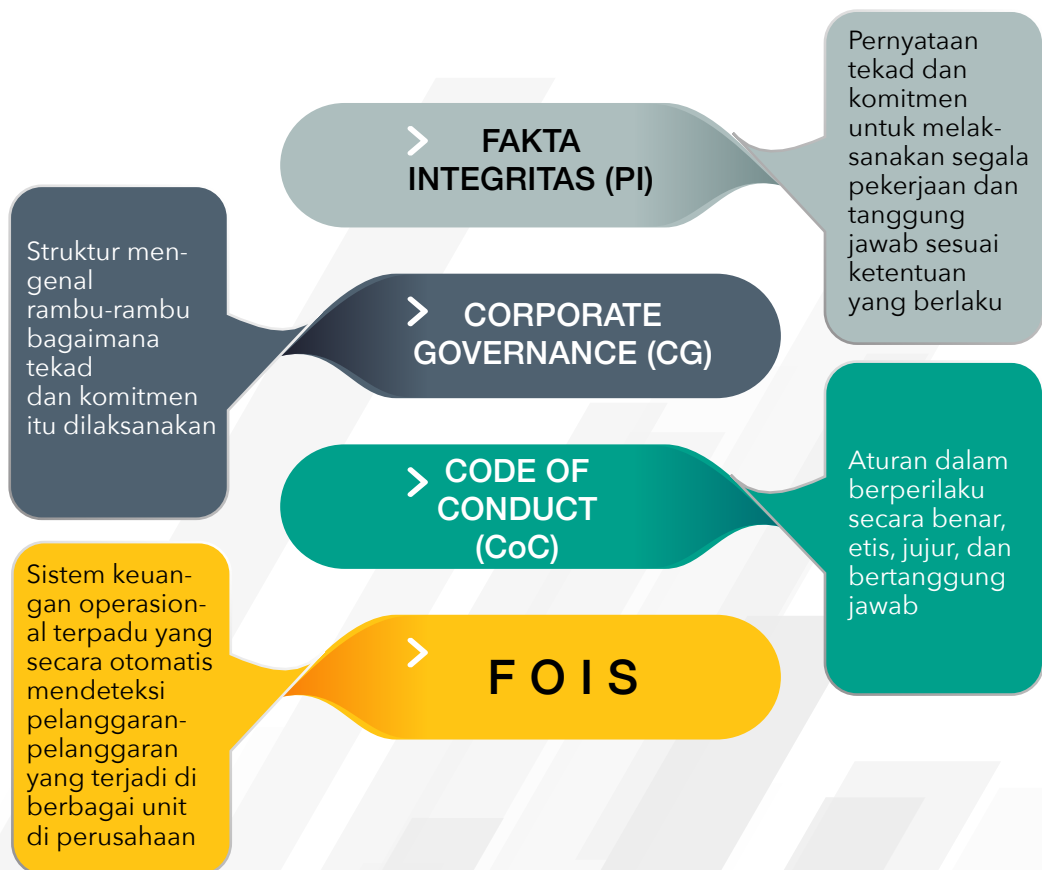 FAKTA
INTEGRITAS (PI)
Pernyataan
tekad dan
komitmen
untuk melak-
sanakan segala
pekerjaan dan
tanggung
jawab sesuai
ketentuan
yang berlaku
Struktur men-
genal
rambu-rambu
bagaimana
tekad
dan komitmen
itu dilaksanakan
CORPORATE
GOVERNANCE (CG)
CODE OF
CONDUCT
(CoC)
Aturan dalam
berperilaku
secara benar,
etis, jujur, dan
bertanggung
jawab
Sistem keuan-
gan operasion-
al terpadu yang
secara otomatis
mendeteksi
pelanggaran-
pelanggaran
yang terjadi di
berbagai unit
di perusahaan
F O I S